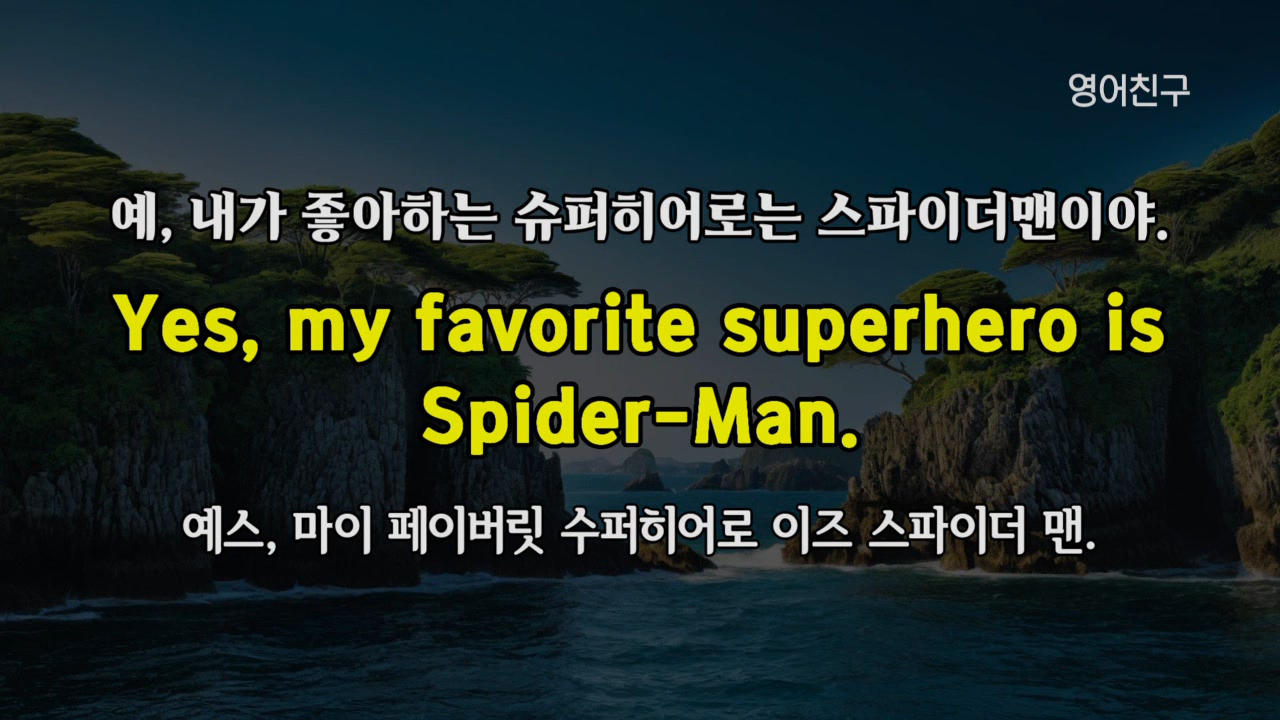 영어친구
예, 내가 좋아하는 슈퍼히어로는 스파이더맨이야.
Yes, my favorite superhero is
Spider-Man.
예스, 마이 페이버릿 수퍼히어로 이즈 스파이더 맨.